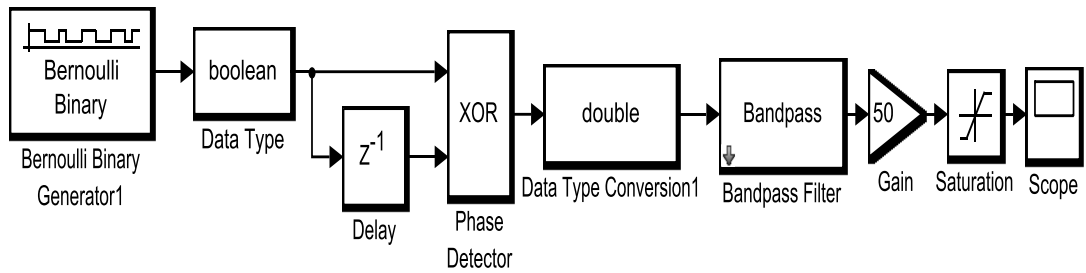 Bernoulli
Binary
Bernoulli Binary
Generator1
boolean
Data Type
z-1
Delay
XOR
Phase
Detector
double
Data Type Conversion1
Bandpass
Bandpass Filter
50
Gain
Saturation
Scope